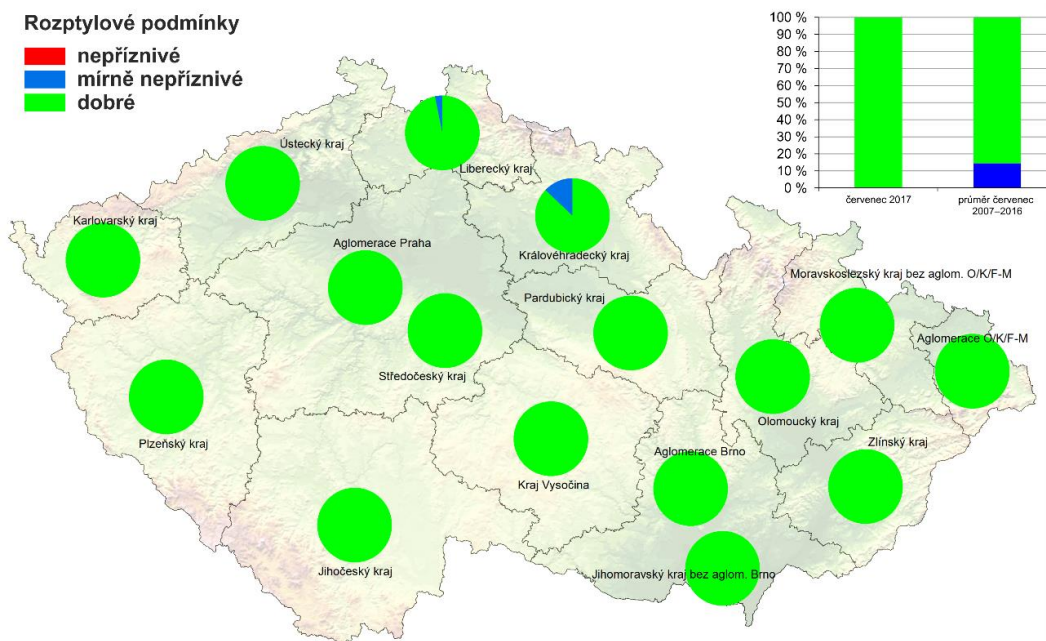 Rozptylové podmínky
nepříznivé
mírně nepříznivé
dobré
100 %
90 %
80 %
70 %
60 %
50 %
40 %
30 %
20 %
10 %
0 %
červenec 2017
průměr červenec
2007–2016
Ústecký kraj
Liberecký kraj
Karlovarský kraj
Aglomerace Praha
Královéhradecký kraj
Moravskoslezský kraj bez aglom. O/K/F-M
Pardubický kraj
Aglomerace O/K/F-M
Středočeský kraj
Olomoucký kraj
Plzeňský kraj
Zlínský kraj
Aglomerace Brno
Kraj Vysočina
Jihočeský kraj
Jihomoravský kraj bez aglom. Brno